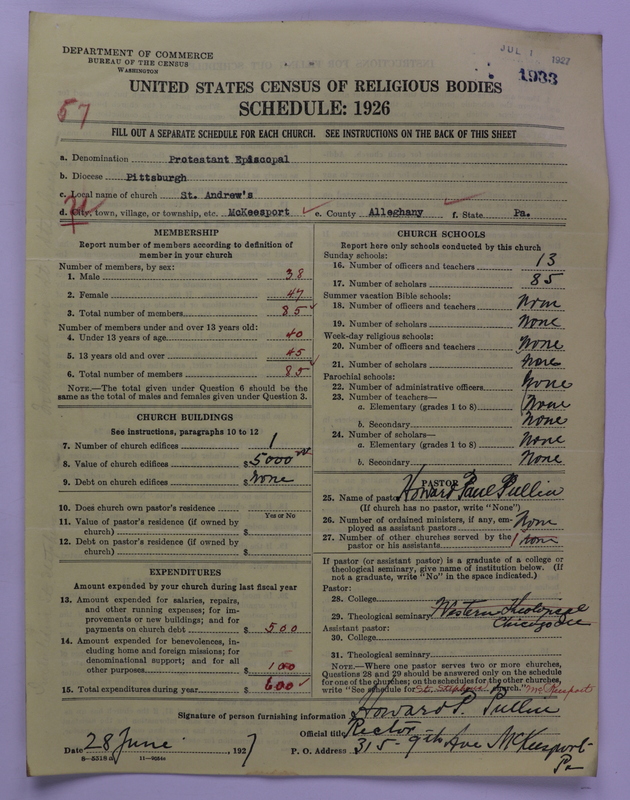 DEPARTMENT OF COMMERCE
BUREAU OF THE CENSUS
WASHINGTON
JUL 1 1927
1933
UNITED STATES CENSUS OF RELIGIOUS BODIES
SCHEDULE: 1926
57
FILL OUT A SEPARATE SCHEDULE FOR EACH CHURCH. SEE INSTRUCTIONS ON THE BACK OF THIS SHEET
a. Denomination Protestant Episcopal
b. Diocese Pittsburgh
c. Local name of church St. Andrew's
d. City, town, village, or township, etc. McKeesport e. County Alleghany f. State Pa.
MEMBERSHIP
Report number of members according to definition of
member in your church
Number of members, by sex:
1. Male 38
2. Female 47
3. Total number of members 85
Number of members under and over 13 years old:
4. Under 13 years of age 40
5. 13 years old and over 45
6. Total number of members 85
NOTE.—The total given under Question 6 should be the
same as the total of males and females given under Question 3.
CHURCH BUILDINGS
See instructions, paragraphs 10 to 12
7. Number of church edifices 1
8. Value of church edifices $5000
9. Debt on church edifices $None
10. Does church own pastor's residence
Yes or No
11. Value of pastor's residence (if owned by
church) $
12. Debt on pastor's residence (if owned by
church) $
EXPENDITURES
Amount expended by your church during last fiscal year
13. Amount expended for salaries, repairs,
and other running expenses; for im-
provements or new buildings; and for
payments on church debt $ 500
14. Amount expended for benevolences, in-
cluding home and foreign missions; for
denominational support; and for all
other purposes $ 100
15. Total expenditures during year $ 600
CHURCH SCHOOLS
Report here only schools conducted by this church
Sunday schools:
16. Number of officers and teachers 13
17. Number of scholars 85
Summer vacation Bible schools:
18. Number of officers and teachers None
19. Number of scholars None
Week-day religious schools:
20. Number of officers and teachers None
21. Number of scholars None
Parochial schools:
22. Number of administrative officers None
23. Number of teachers—
a. Elementary (grades 1 to 8) None
b. Secondary None
24. Number of scholars—
a. Elementary (grades 1 to 8) None
b. Secondary None
PASTOR
25. Name of pastor Howard Paul Pullin
(If church has no pastor, write "None")
26. Number of ordained ministers, if any, em-
ployed as assistant pastors None
27. Number of other churches served by the
pastor or his assistants 1
If pastor (or assistant pastor) is a graduate of a college or
theological seminary, give name of institution below. (If
not a graduate, write "No" in the space indicated.)
Pastor:
28. College
29. Theological seminary Western Theological
Chicago Ill
Assistant pastor:
30. College
31. Theological seminary
NOTE.—Where one pastor serves two or more churches,
Questions 28 and 29 should be answered only on the schedule
for one of the churches; on the schedules for the other churches,
write "See schedule for St. Stephens church." McKeesport
Signature of person furnishing information Howard P. Pullin
Official title Rector
Date 28 June, 1927 P. O. Address 315- 9th Ave McKeesport
Pa
8—5318a 11—9264a